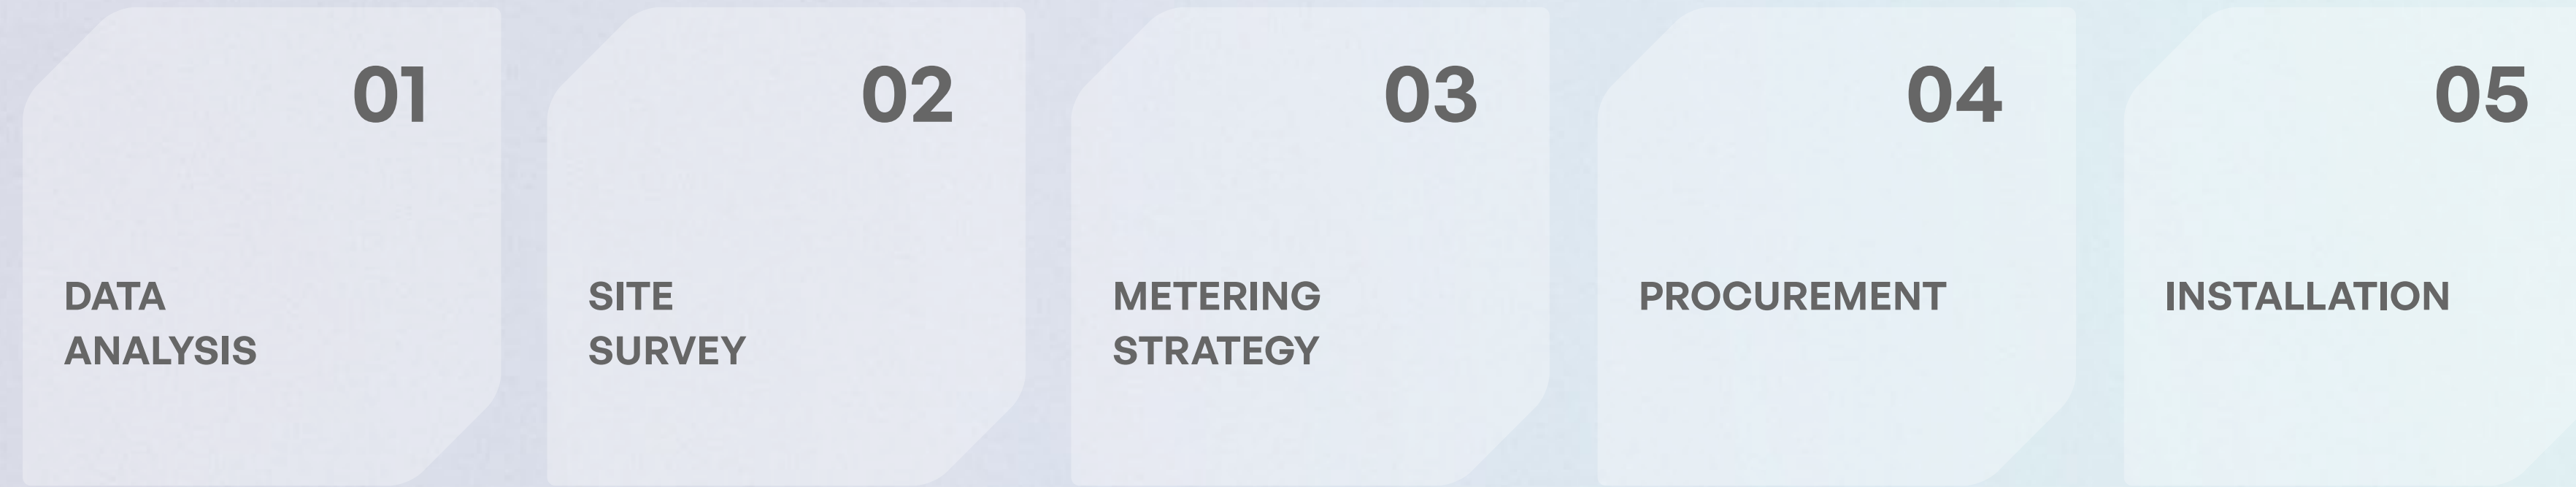 01
DATA
ANALYSIS
02
SITE
SURVEY
03
METERING
STRATEGY
04
PROCUREMENT
05
INSTALLATION